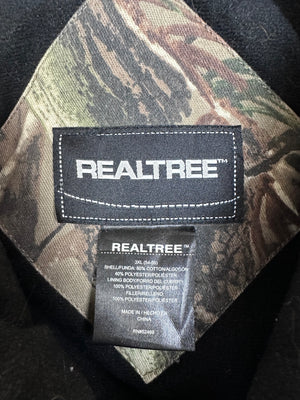 REALTREE™
REALTREE™
3XL (54-56)
SHELL/FUNDA: 60% COTTON/ALGODON
40% POLYESTER/POLIESTER
LINING BODY/FORRO DEL CUERPO
100% POLYESTER/POLIESTER
FILLER/RELLENO
100% POLYESTER/POLIESTER
MADE IN / HECHO EN
CHINA